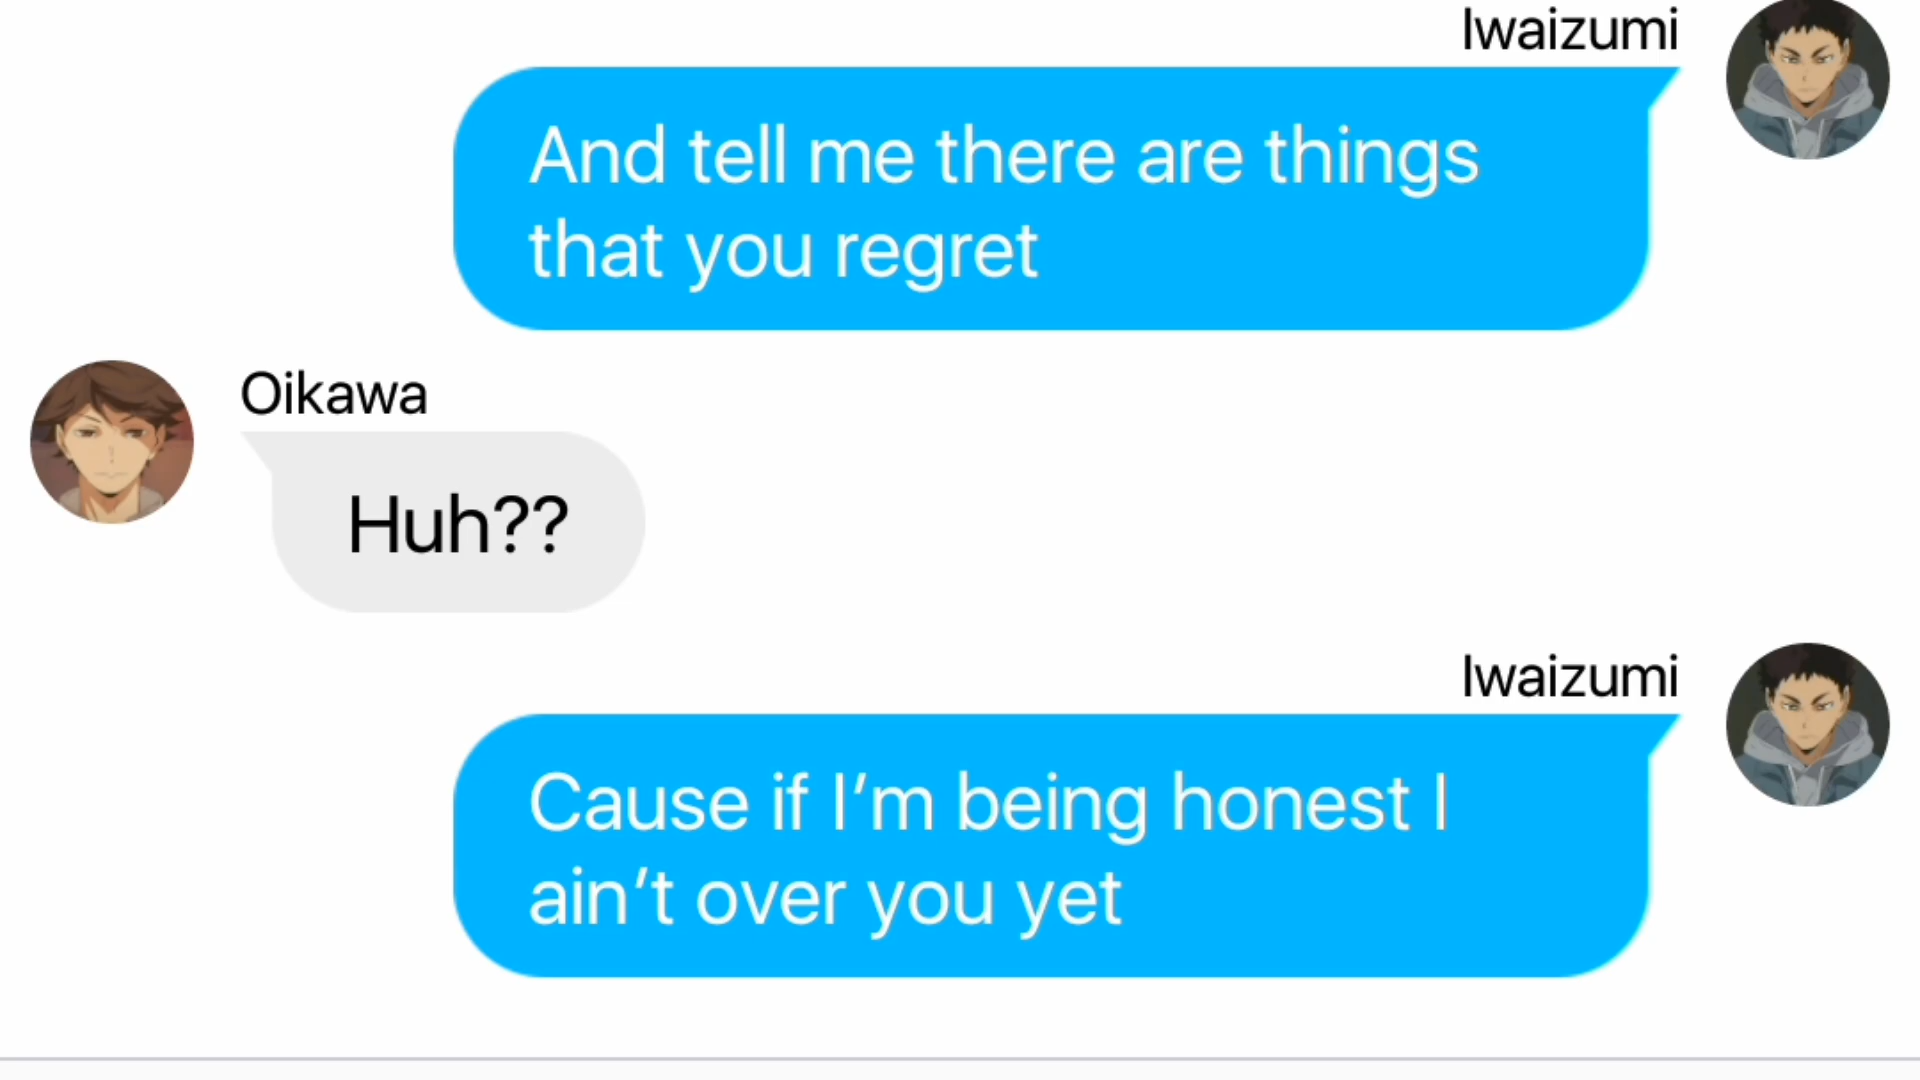 Iwaizumi
And tell me there are things
that you regret
Oikawa
Huh??
Iwaizumi
Cause if I’m being honest I
ain’t over you yet